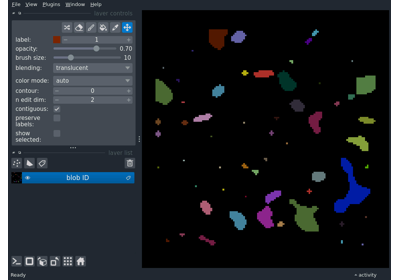 File View Window Help
layer controls
label: 1
opacity: 0.70
brush size: 10
blending: translucent
color mode: auto
contour: 0
n edit dim: 2
contiguous:
preserve
labels:
show
selected:
layer list
blob ID
Ready
activity